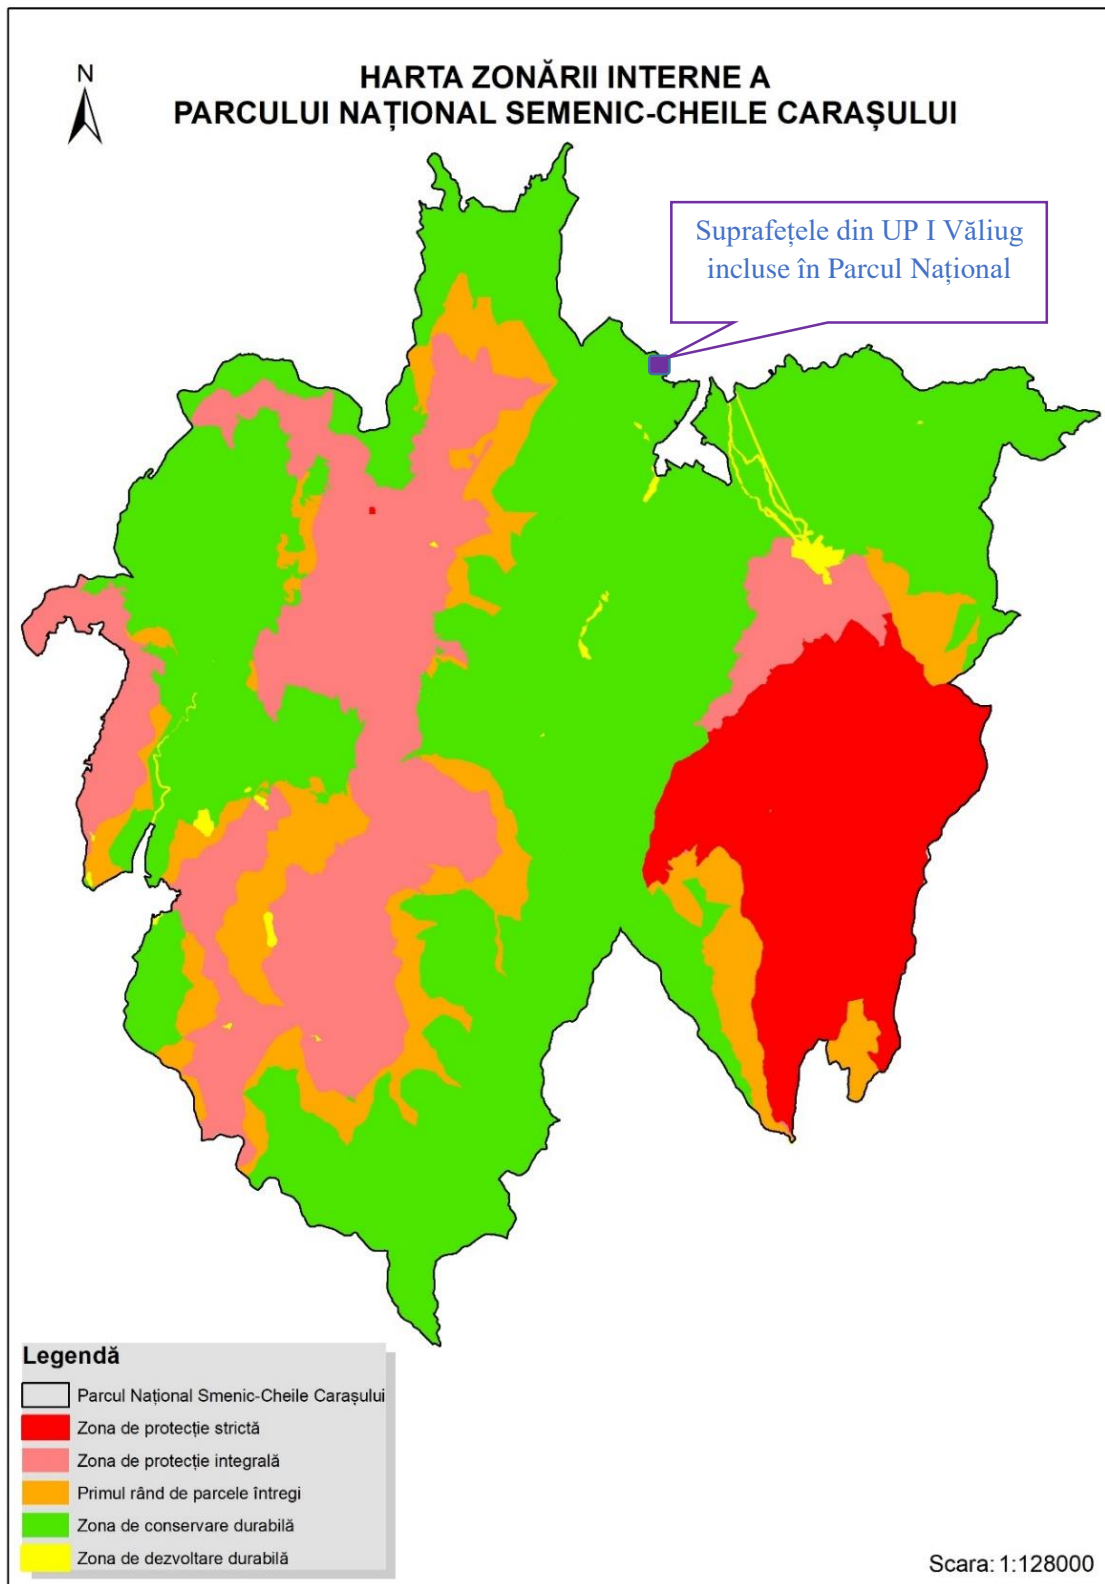 N
HARTA ZONĂRII INTERNE A
PARCULUI NAȚIONAL SEMENIC-CHEILE CARAȘULUI
Suprafețele din UP I Văliug
incluse în Parcul Național
Legendă
Parcul Național Smenic-Cheile Carașului
Zona de protecție strictă
Zona de protecție integrală
Primul rând de parcele întregi
Zona de conservare durabilă
Zona de dezvoltare durabilă
Scara: 1:128000